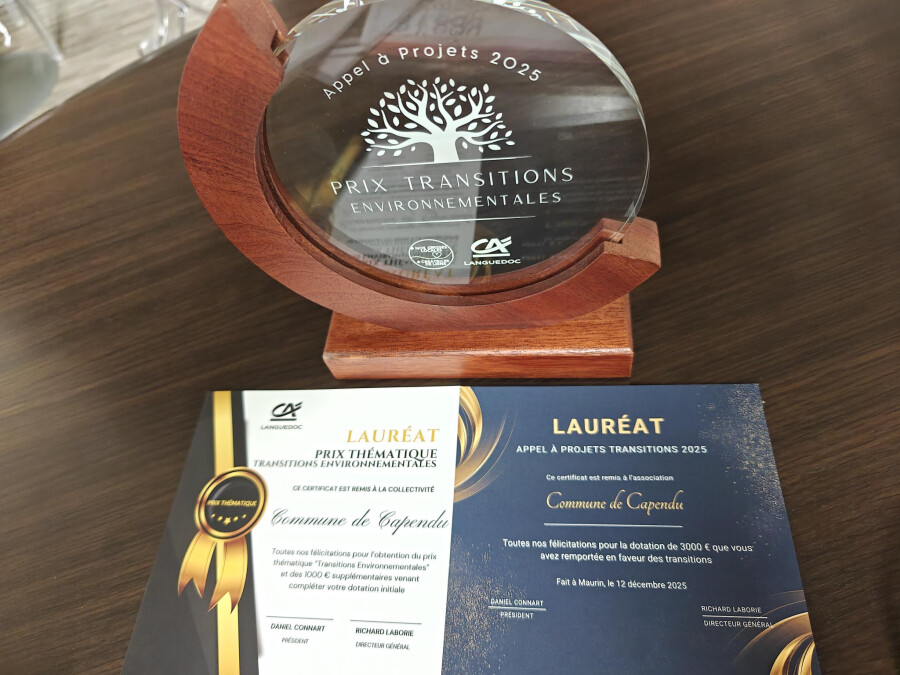 Appel à Projets 2025
PRIX TRANSITIONS
ENVIRONNEMENTALES
CA
LANGUEDOC
CA
LANGUEDOC
LAURÉAT
PRIX THÉMATIQUE
TRANSITIONS ENVIRONNEMENTALES
CE CERTIFICAT EST REMIS À LA COLLECTIVITÉ
PRIX THÉMATIQUE
Commune de Capendu
Toutes nos félicitations pour l'obtention du prix
thématique "Transitions Environnementales"
et des 1000 € supplémentaires venant
compléter votre dotation initiale
DANIEL CONNART
PRÉSIDENT
RICHARD LABORIE
DIRECTEUR GÉNÉRAL
LAURÉAT
APPEL À PROJETS TRANSITIONS 2025
Ce certificat est remis à l'association
Commune de Capendu
Toutes nos félicitations pour la dotation de 3000 € que vous
avez remportée en faveur des transitions
Fait à Maurin, le 12 décembre 2025
DANIEL CONNART
PRÉSIDENT
RICHARD LABORIE
DIRECTEUR GÉNÉRAL